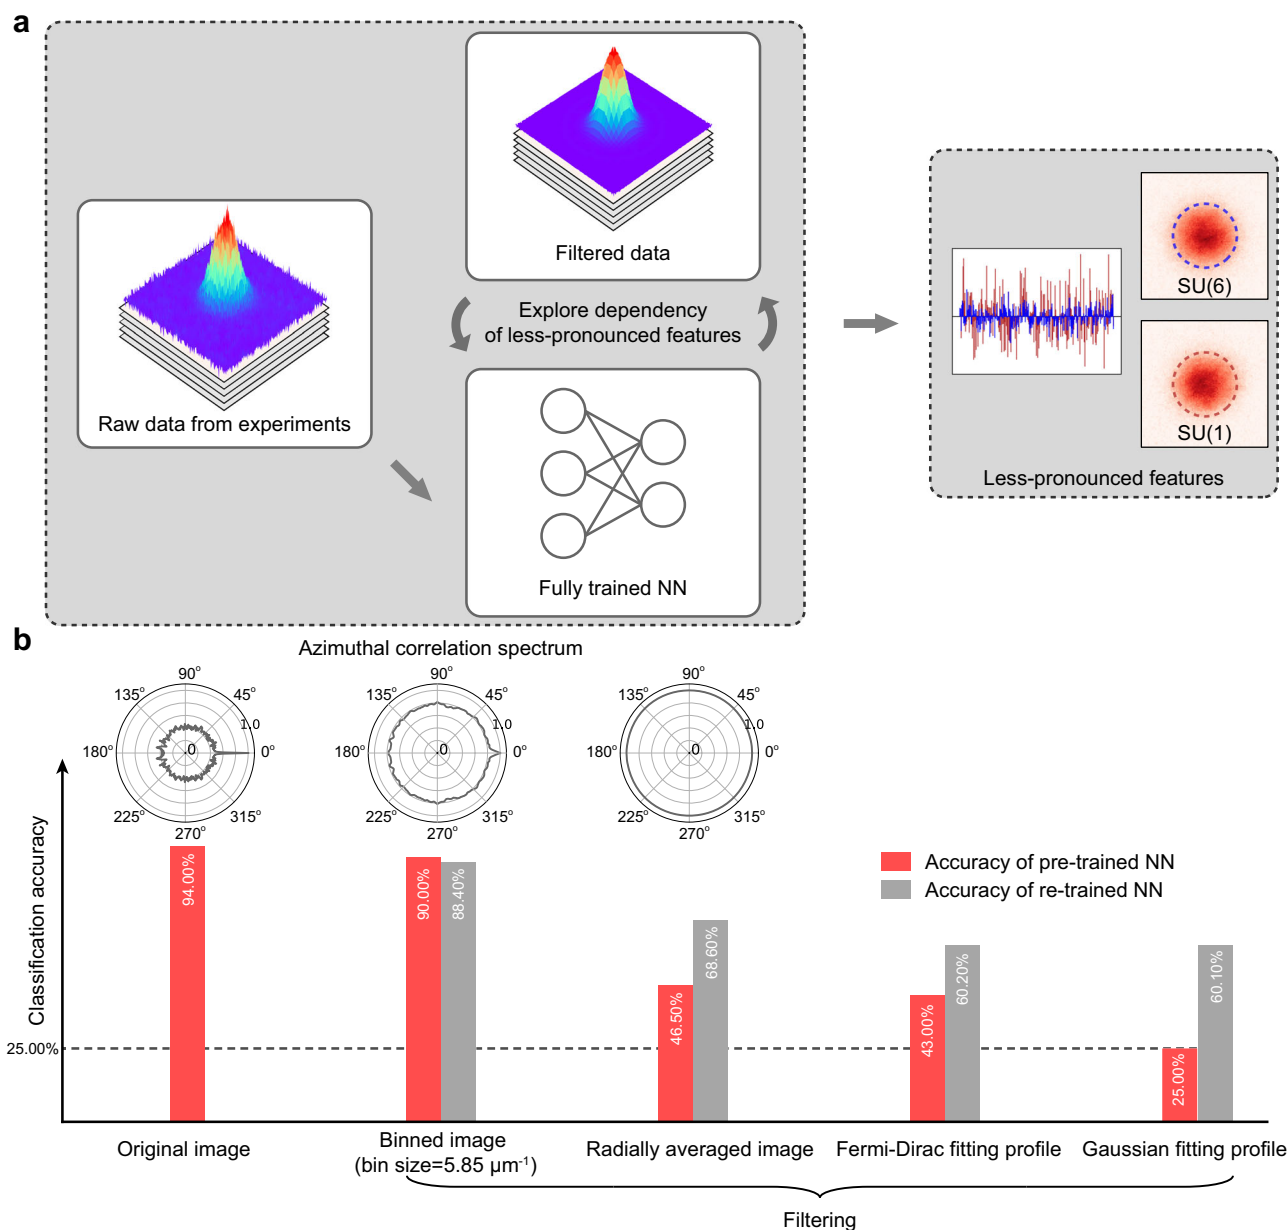 a
Filtered data
Explore dependency
of less-pronounced features
Raw data from experiments
Fully trained NN
SU(6)
SU(1)
Less-pronounced features
b
Azimuthal correlation spectrum
90°
135° 45°
1.0
180° .0 0°
225° 315°
270°
90°
135° 45°
1.0
180° .0 0°
225° 315°
270°
90°
135° 45°
1.0
180° .0 0°
225° 315°
270°
Classification accuracy
25.00%
94.00%
90.00%
88.40%
46.50%
68.60%
43.00%
60.20%
25.00%
60.10%
Accuracy of pre-trained NN
Accuracy of re-trained NN
Original image
Binned image
(bin size=5.85 μm⁻¹)
Radially averaged image
Fermi-Dirac fitting profile
Gaussian fitting profile
Filtering